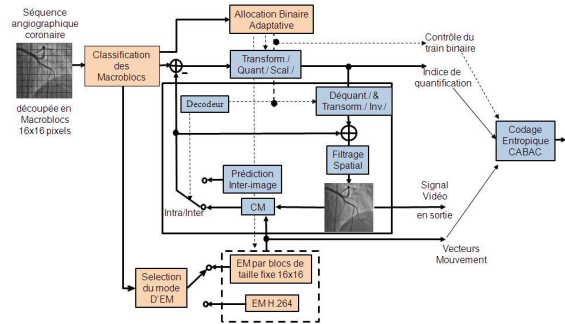 Séquence
angiographique
coronaire
découpée en
Macroblocs
16x16 pixels
Classification
des
Macroblocs
Allocation Binaire
Adaptative
Transform./
Quant./ Scal /
Contrôle du
train binaire
Indice de
quantification
Decodeur
Déquant./ &
Transorm./ Inv./
Codage
Entropique
CABAC
Filtrage
Spatial
Prédiction
Inter-image
Intra/Inter
CM
Signal
Vidéo
en sortie
Vecteurs
Mouvement
Selection
du mode
D'EM
EM par blocs de
taille fixe 16x16
EM H.264